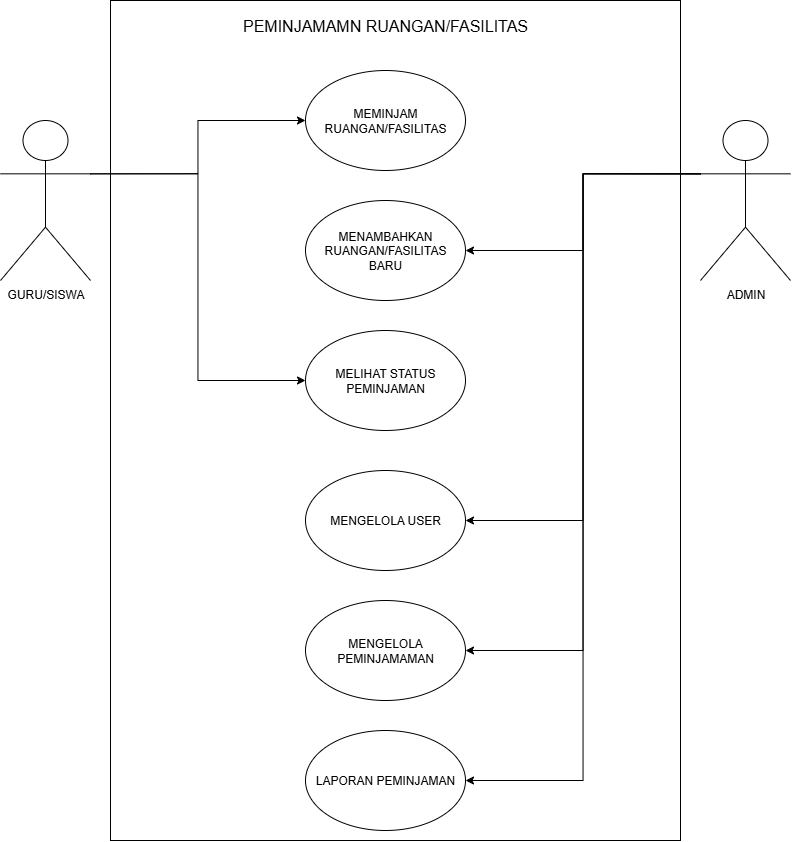 PEMINJAMAMN RUANGAN/FASILITAS
MEMINJAM
RUANGAN/FASILITAS
MENAMBAHKAN
RUANGAN/FASILITAS
BARU
GURU/SISWA
ADMIN
MELIHAT STATUS
PEMINJAMAN
MENGELOLA USER
MENGELOLA
PEMINJAMAMAN
LAPORAN PEMINJAMAN